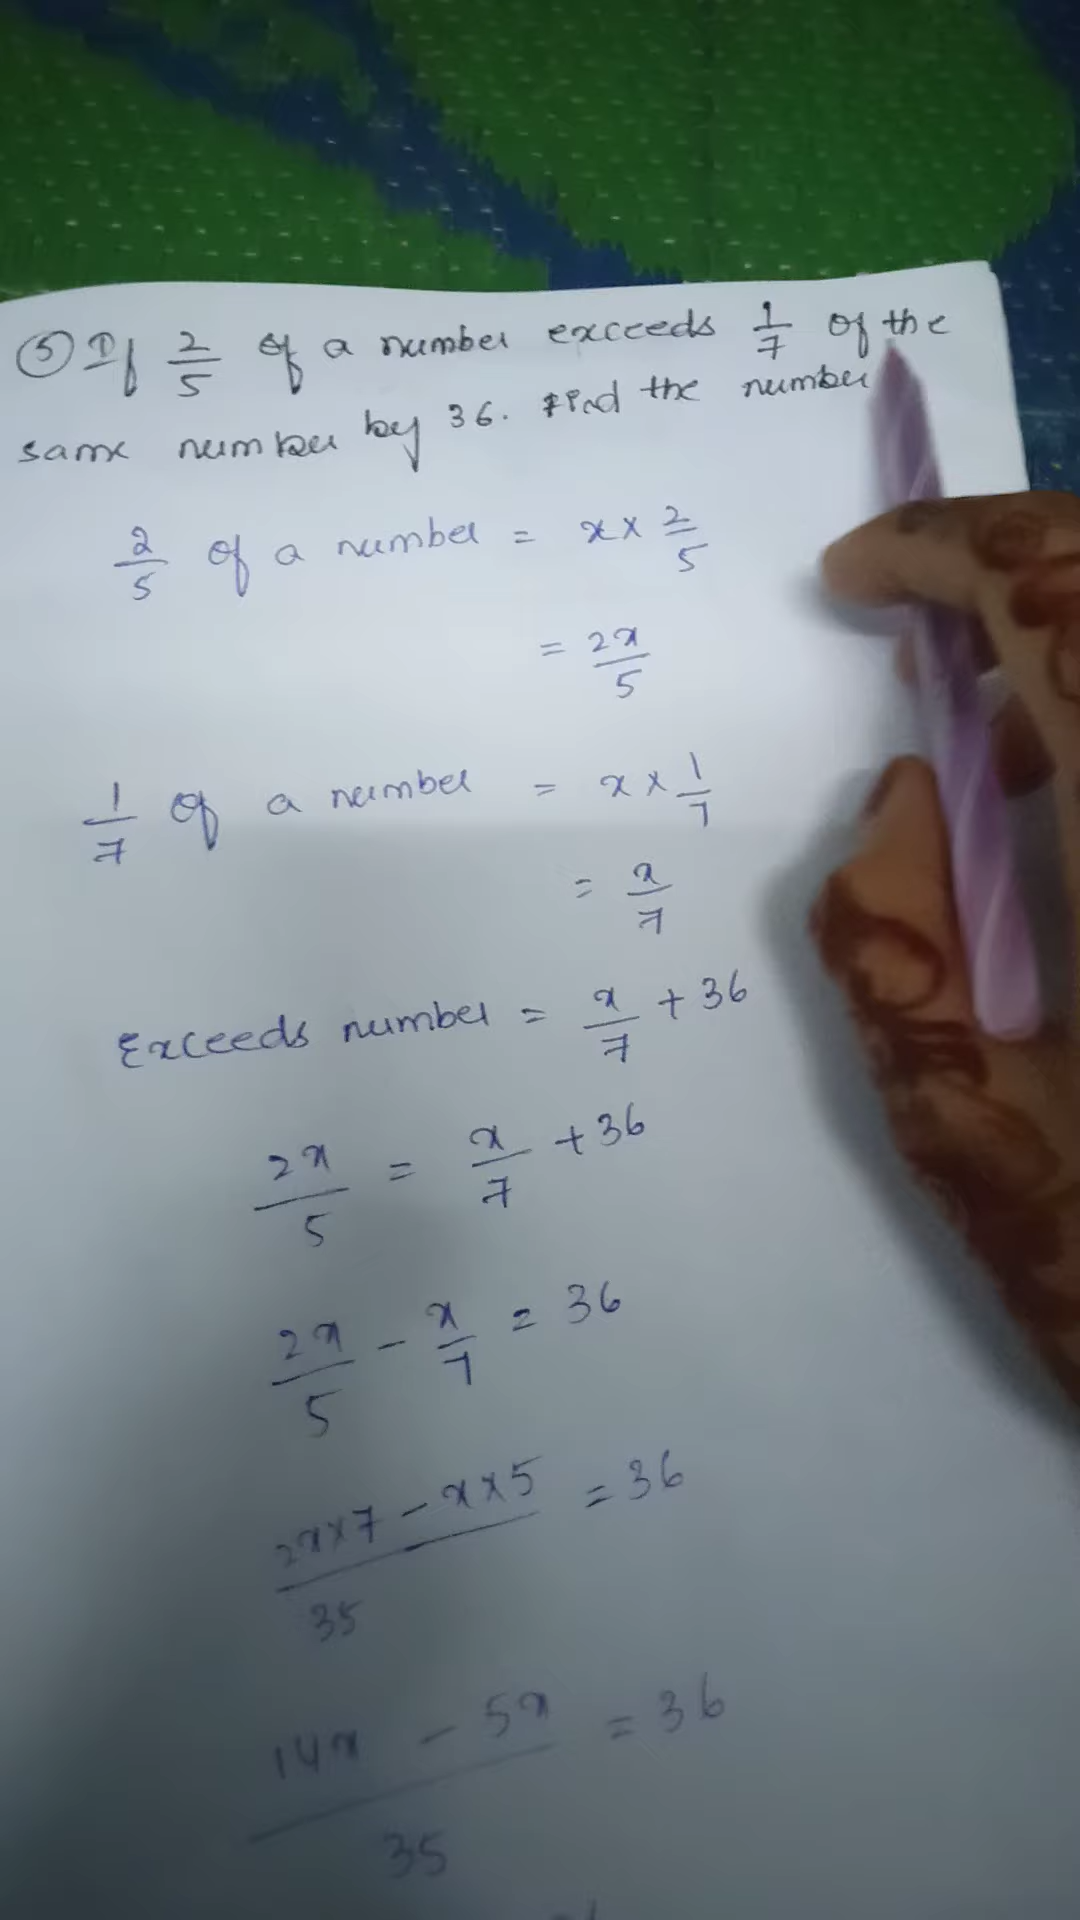 ⑤ If 2/5 of a number exceeds 1/7 of the
same number by 36. Find the number
2/5 of a number = x × 2/5
= 2x/5
1/7 of a number = x × 1/7
= x/7
Exceeds number = x/7 + 36
2x/5 = x/7 + 36
2x/5 - x/7 = 36
2x×7 - x×5 / 35 = 36
14x - 5x / 35 = 36